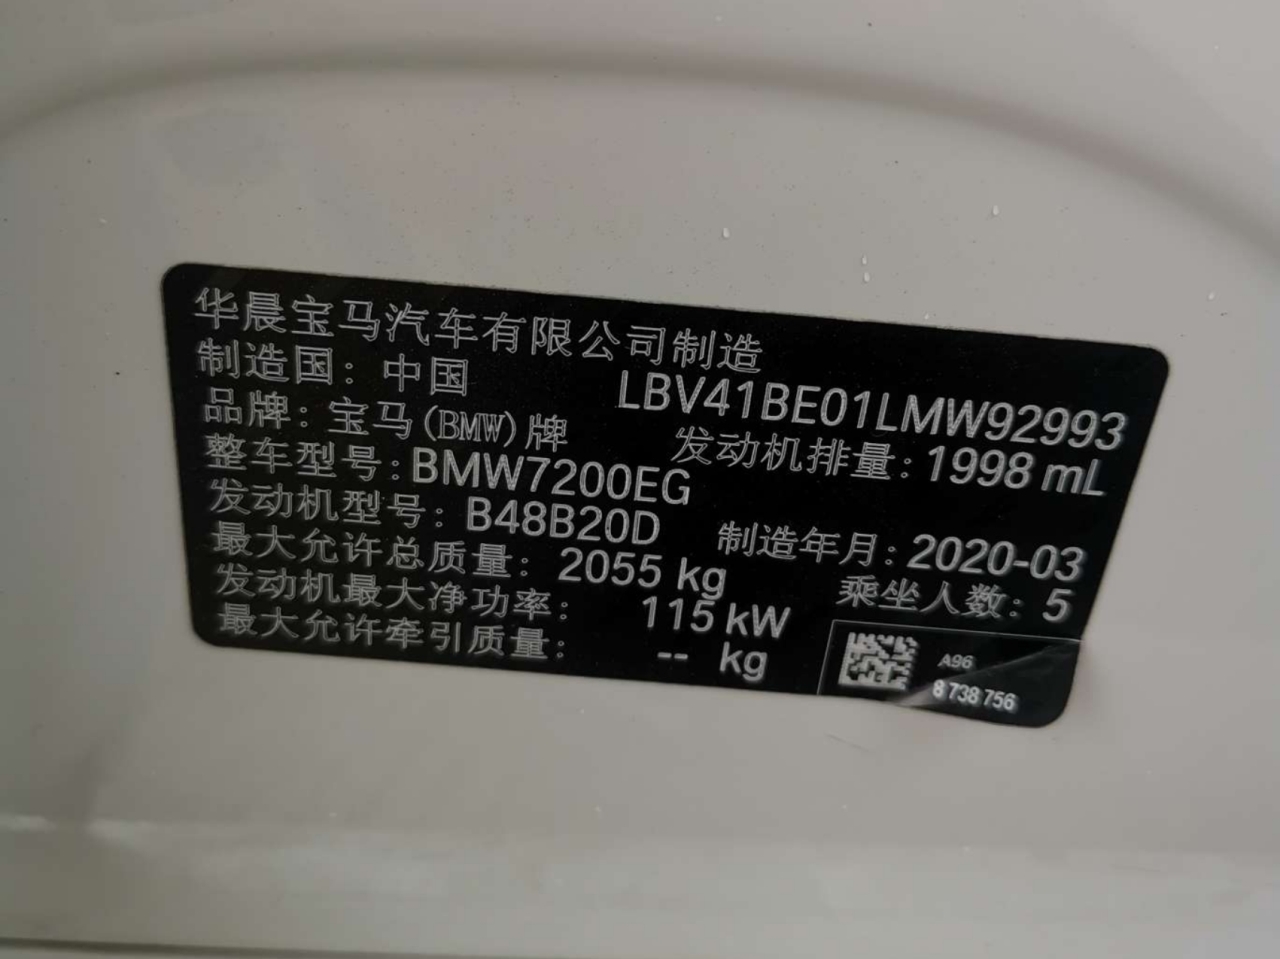 华晨宝马汽车有限公司制造
制造国：中国 LBV41BE01LMW92993
品牌：宝马(BMW)牌 发动机排量：1998 mL
整车型号：BMW7200EG
发动机型号：B48B20D 制造年月：2020-03
最大允许总质量：2055 kg 乘坐人数：5
发动机最大净功率：115 kW
最大允许牵引质量：-- kg
A96
8 738 756